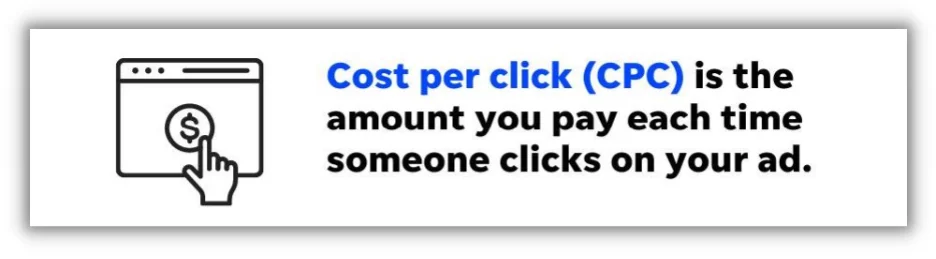 Cost per click (CPC) is the
amount you pay each time
someone clicks on your ad.